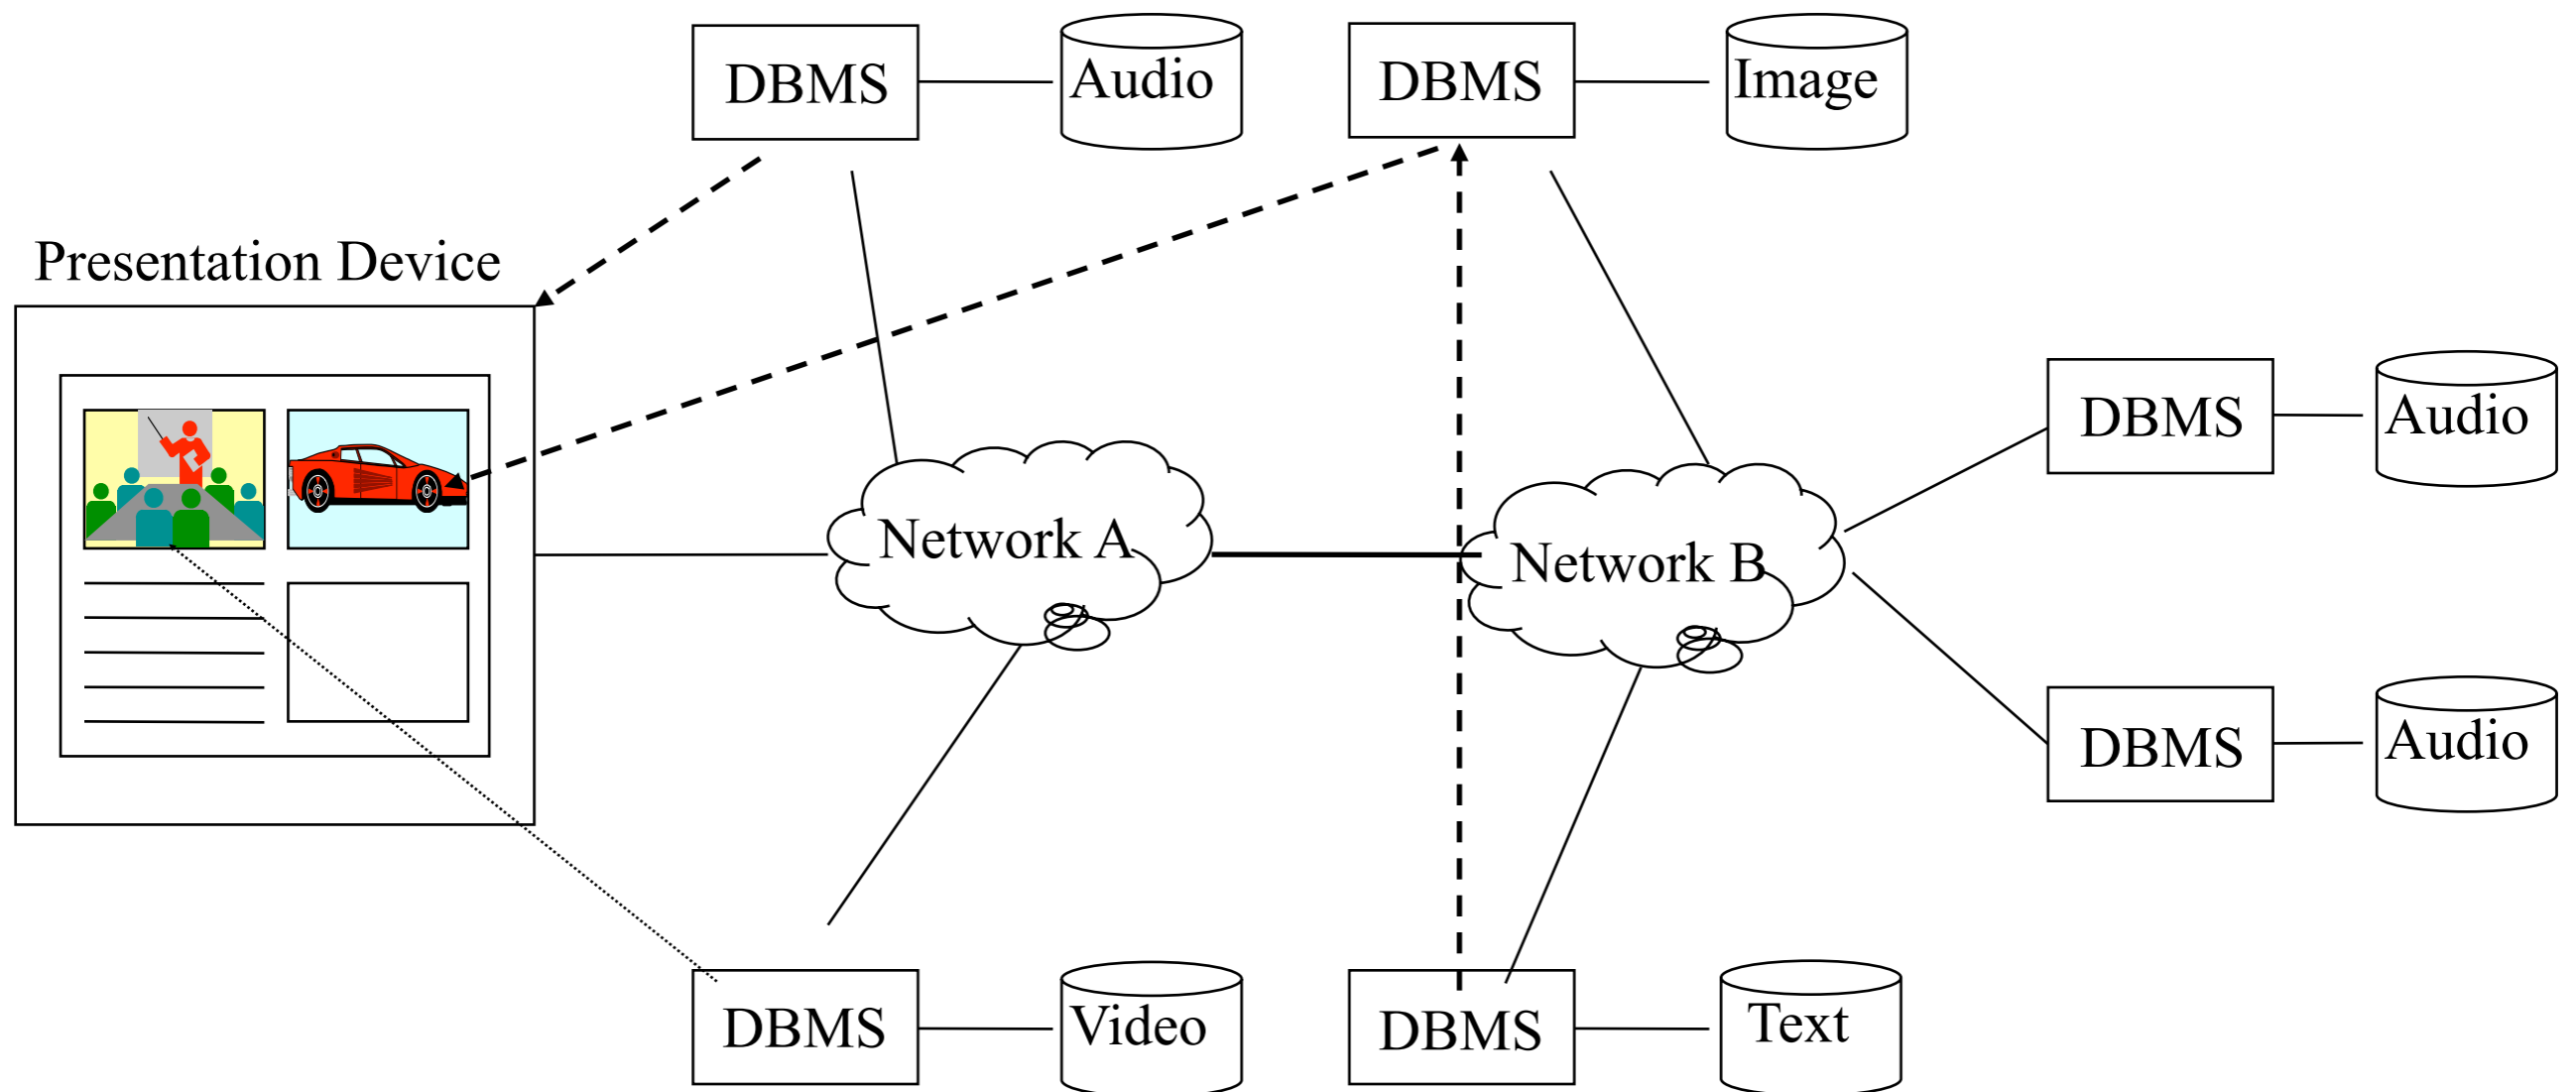 DBMS
Audio
DBMS
Image
Presentation Device
DBMS
Audio
Network A
Network B
DBMS
Audio
DBMS
Video
DBMS
Text